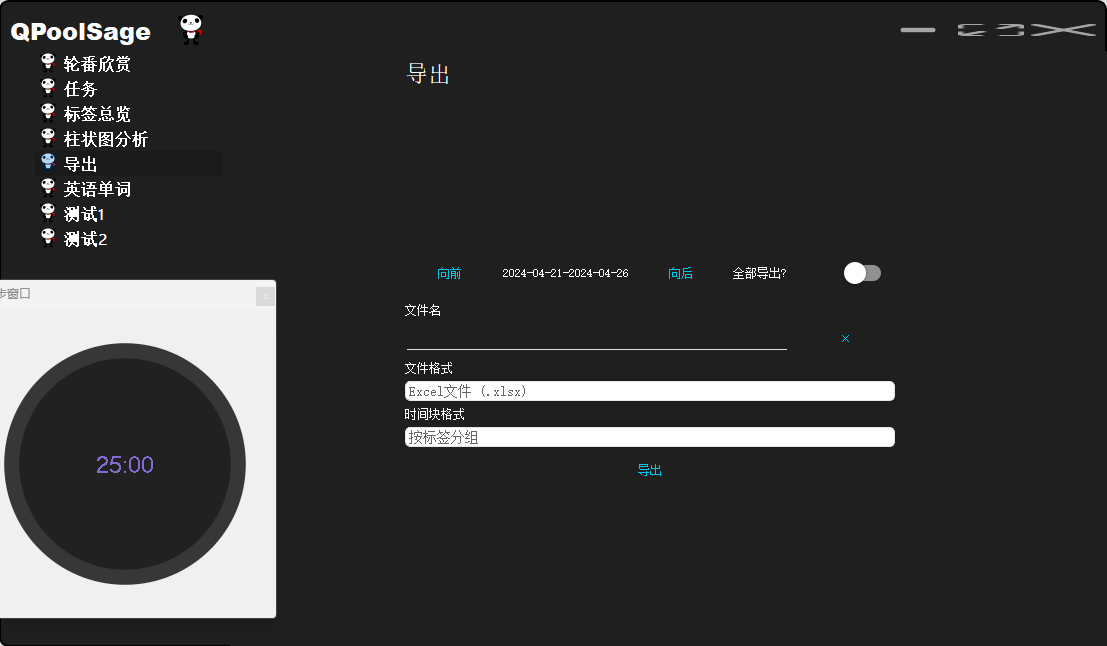 QPoolSage
轮番欣赏
任务
标签总览
柱状图分析
导出
英语单词
测试1
测试2
步窗口
x
25:00
导出
向前 2024-04-21-2024-04-26 向后 全部导出?
文件名
×
文件格式
Excel文件 (.xlsx)
时间块格式
按标签分组
导出